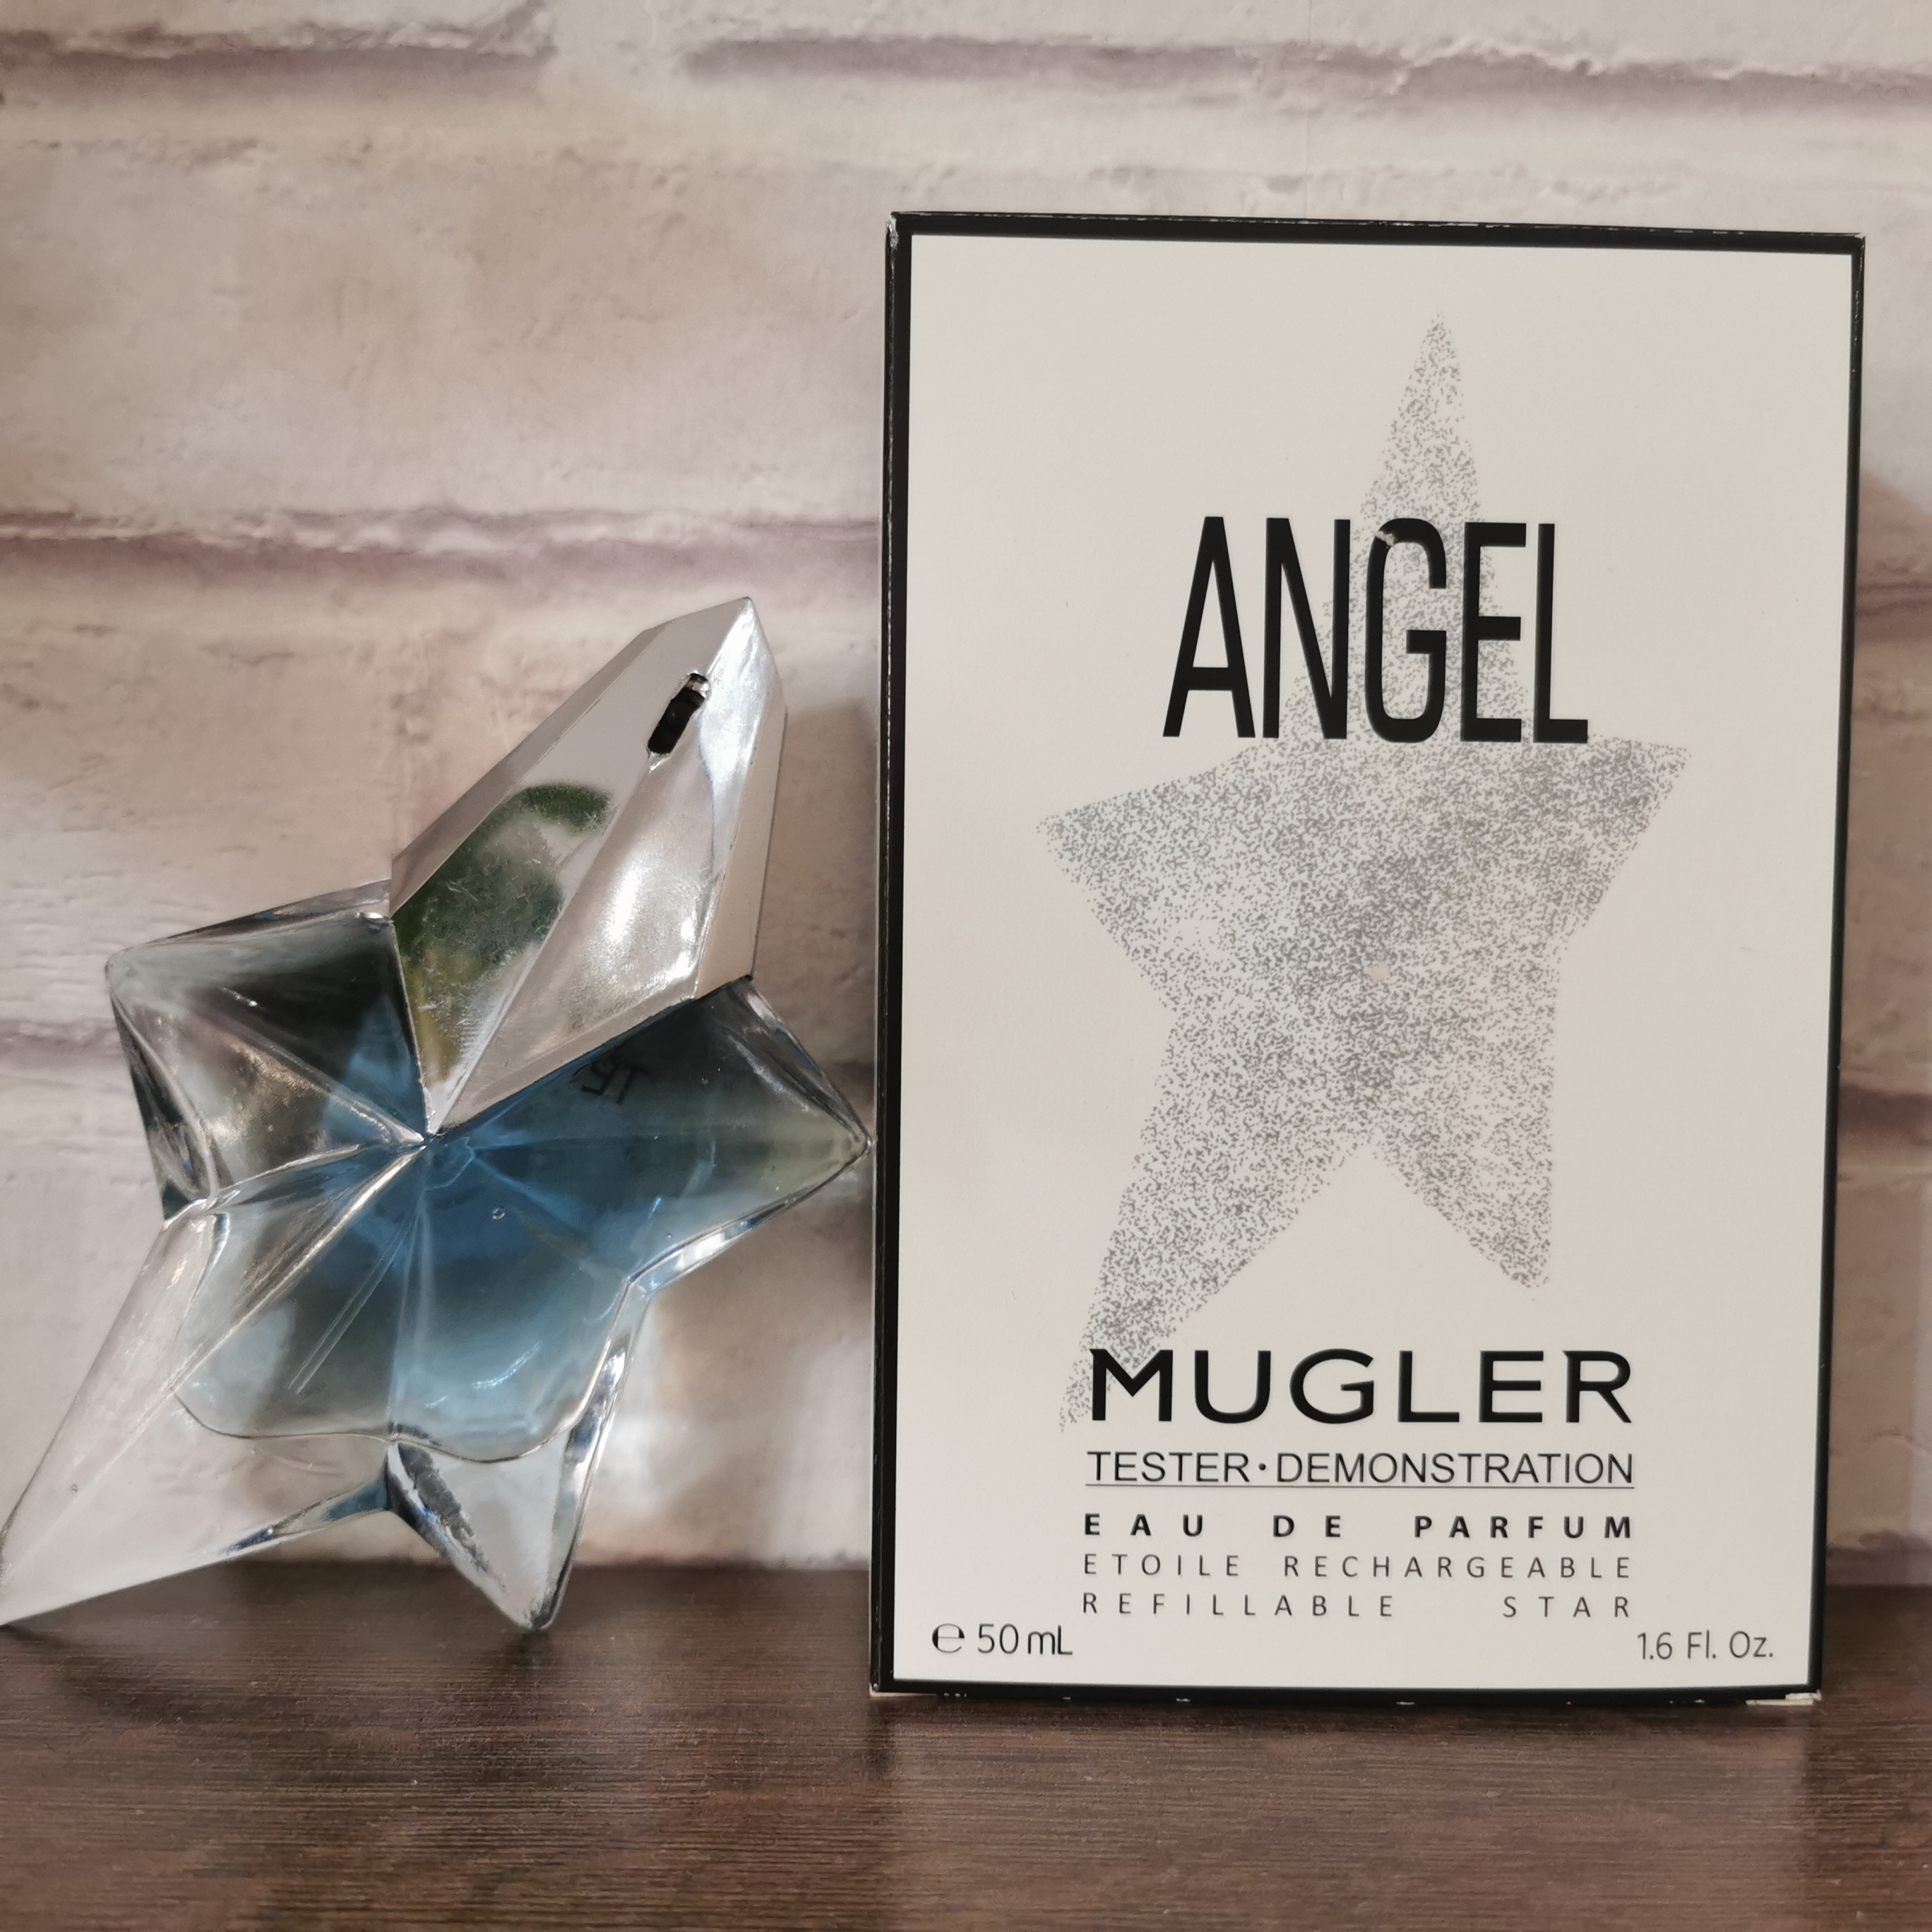 ANGEL
MUGLER
TESTER·DEMONSTRATION
EAU DE PARFUM
ETOILE RECHARGEABLE
REFILLABLE STAR
℮ 50 mL
1.6 Fl. Oz.